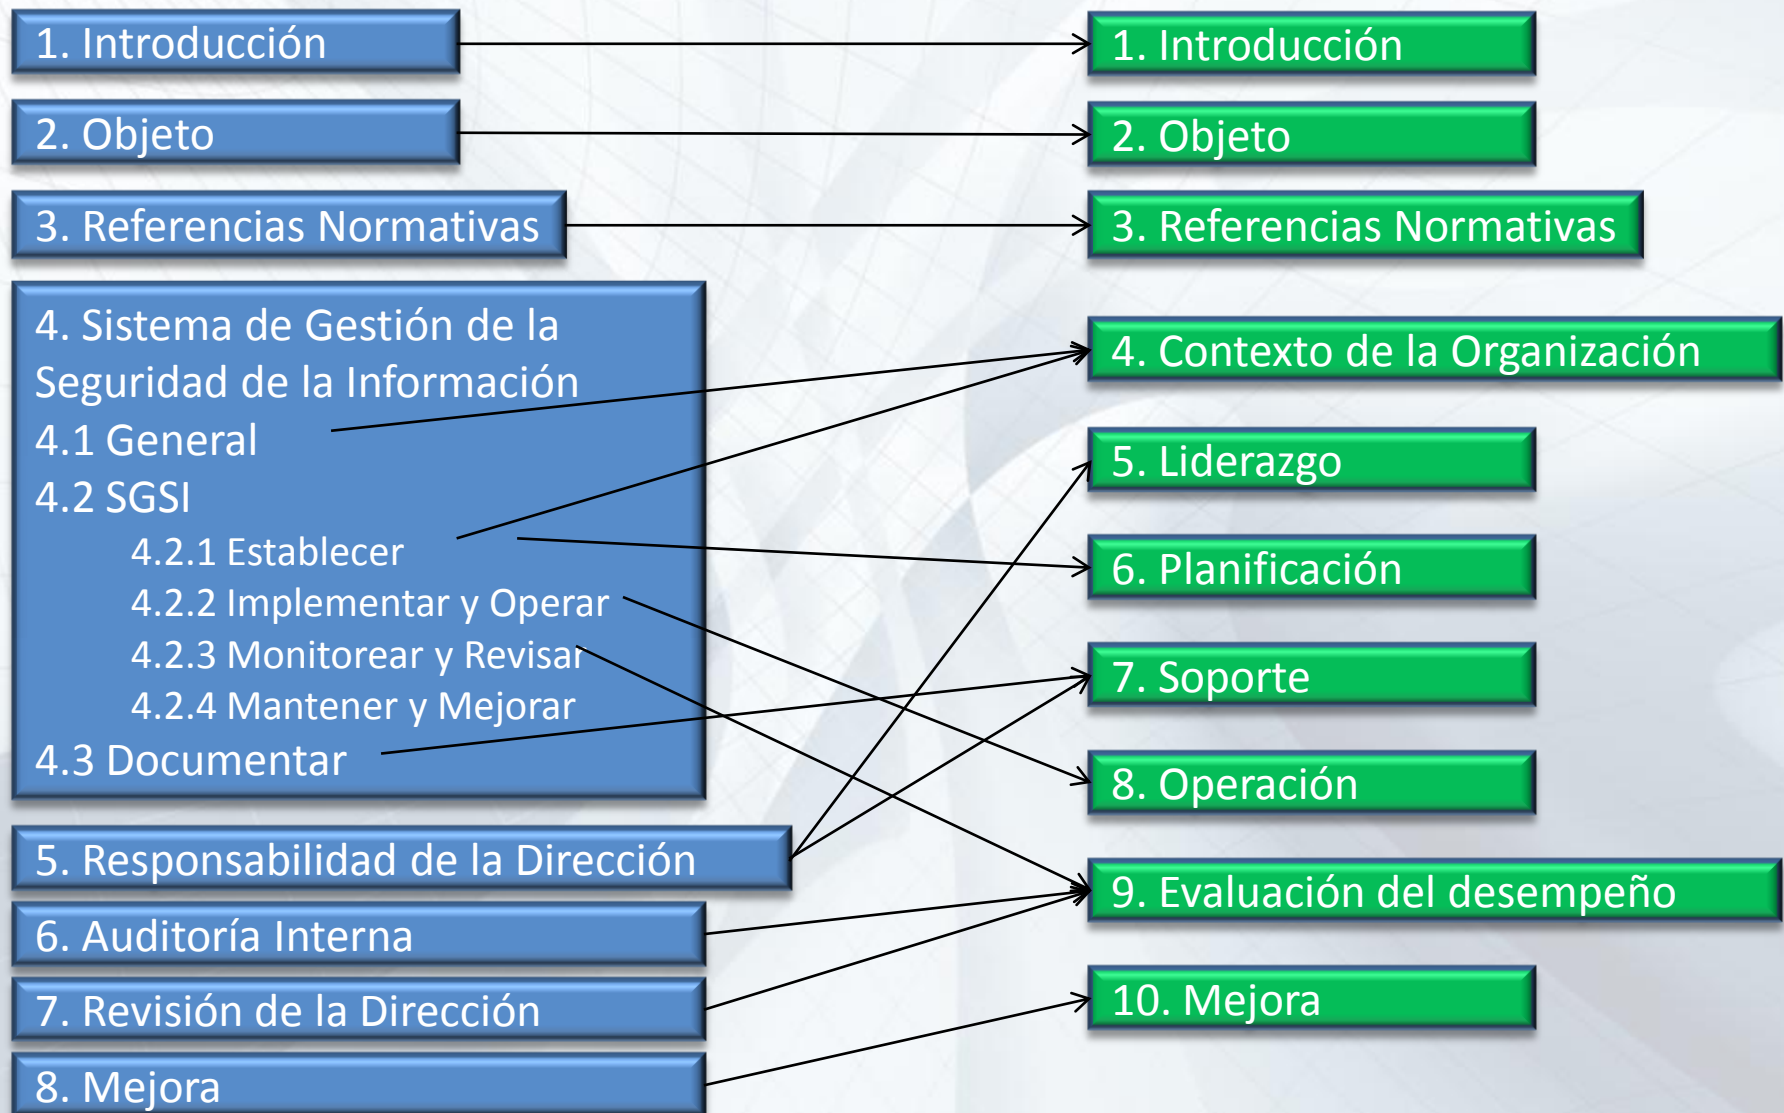 1. Introducción
2. Objeto
3. Referencias Normativas
4. Sistema de Gestión de la
Seguridad de la Información
4.1 General
4.2 SGSI
4.2.1 Establecer
4.2.2 Implementar y Operar
4.2.3 Monitorear y Revisar
4.2.4 Mantener y Mejorar
4.3 Documentar
5. Responsabilidad de la Dirección
6. Auditoría Interna
7. Revisión de la Dirección
8. Mejora
1. Introducción
2. Objeto
3. Referencias Normativas
4. Contexto de la Organización
5. Liderazgo
6. Planificación
7. Soporte
8. Operación
9. Evaluación del desempeño
10. Mejora